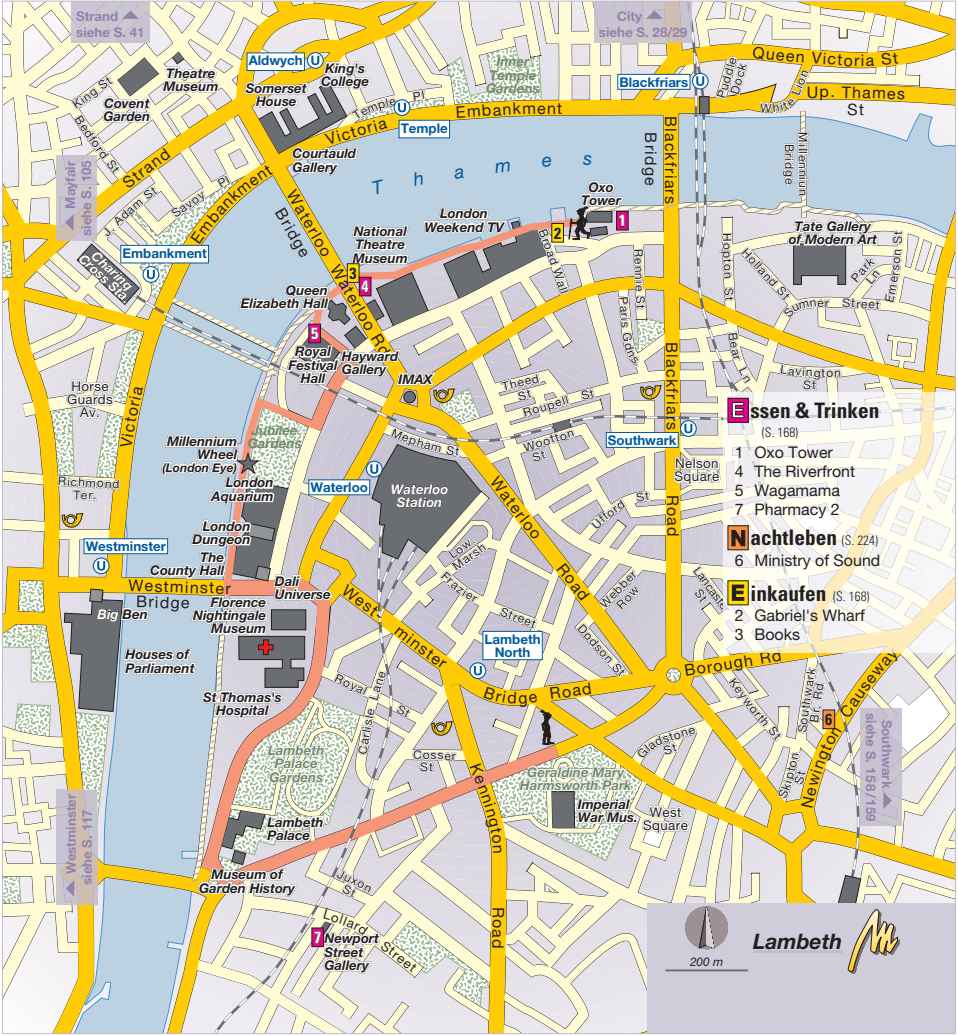 Strand
siehe S. 41
City
siehe S. 28/29
Aldwych U
King's
College
Theatre
Museum
King St
Covent
Garden
Bedford St
Somerset
House
Temple Pl
U
Temple
Inner
Temple
Gardens
Blackfriars U
Puddle
Dock
Queen Victoria St
White Lion
Up. Thames
St
Victoria
Embankment
Courtauld
Gallery
Strand
Mayfair
siehe S. 105
J. Adam St
Savoy Pl
Embankment
Thames
Blackfriars
Bridge
Millennium
Bridge
Waterloo
Bridge
Embankment
U
Charing
Cross Sta.
National
Theatre
Museum
London
Weekend TV
Oxo
Tower
1
2
3
4
5
Broad Wall
Rennie St
Paris Gdns.
Hopton St
Holland St
Tate Gallery
of Modern Art
Park
Ln
Emerson St
Sumner Street
Bear Ln
Lavington
St
Queen
Elizabeth Hall
Waterloo Rd
Royal
Festival
Hall
Hayward
Gallery
IMAX
Theed
St
Roupell St
Wootton
St
Blackfriars
Southwark
U
Nelson
Square
Road
Horse
Guards
Av.
Victoria
Jubilee
Gardens
Millennium
Wheel
(London Eye)
London
Aquarium
Mepham St
U
Waterloo
Waterloo
Station
Richmond
Ter.
London
Dungeon
The
County Hall
Westminster
U
Westminster
Bridge
Dali
Universe
Waterloo
Road
Ufford St
Low.
Marsh
Frazier
Street
Webber
Row
Dodson St
Lancaster
St
Essen & Trinken
(S. 168)
1 Oxo Tower
4 The Riverfront
5 Wagamama
7 Pharmacy 2
Nachtleben (S. 224)
6 Ministry of Sound
Einkaufen (S. 168)
2 Gabriel's Wharf
3 Books
Big Ben
Florence
Nightingale
Museum
Houses of
Parliament
St Thomas's
Hospital
Westminster
Bridge Road
Lambeth
North
U
Borough Rd
Royal
St
Carlisle Lane
Cosser
St
Keyworth St
Southwark
Br. Rd
6
Newington
Causeway
Southwark
siehe S. 158/159
Skipton
St
Gladstone
St
Lambeth
Palace
Gardens
Geraldine Mary
Harmsworth Park
Imperial
War Mus.
West
Square
Kennington
Road
Lambeth
Palace
Westminster
siehe S. 117
Museum of
Garden History
Juxon
St
Lollard Street
7
Newport
Street
Gallery
200 m
Lambeth